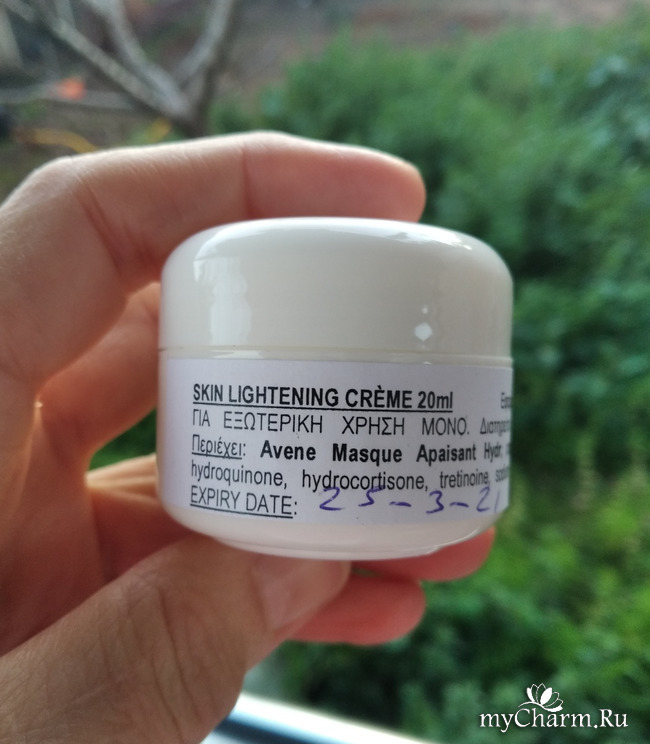 SKIN LIGHTENING CRÈME 20ml
ΓΙΑ ΕΞΩΤΕΡΙΚΗ ΧΡΗΣΗ ΜΟΝΟ.
Περιέχει: Avene Masque Apaisant Hydr,
hydroquinone, hydrocortisone, tretinoine,
EXPIRY DATE: 25-3-21
myCharm.Ru